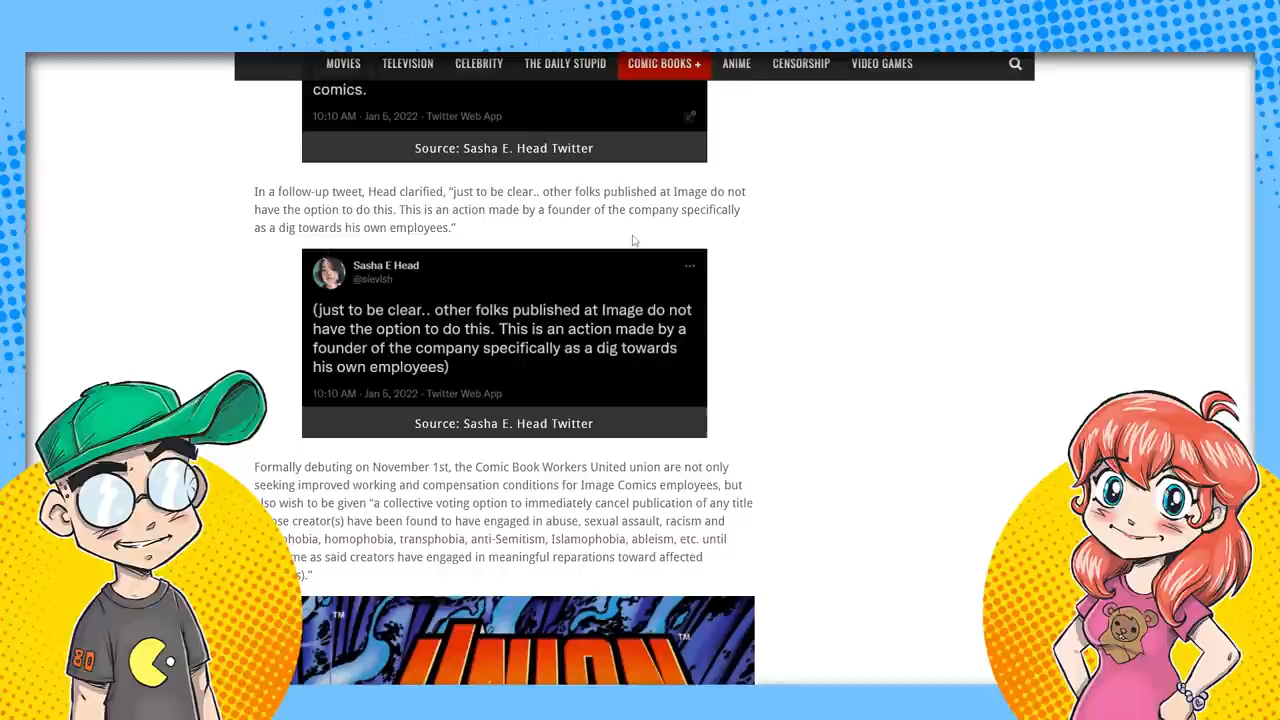 MOVIES TELEVISION CELEBRITY THE DAILY STUPID COMIC BOOKS + ANIME CENSORSHIP VIDEO GAMES
comics.
10:10 AM · Jan 5, 2022 · Twitter Web App
Source: Sasha E. Head Twitter
In a follow-up tweet, Head clarified, “just to be clear.. other folks published at Image do not
have the option to do this. This is an action made by a founder of the company specifically
as a dig towards his own employees.”
Sasha E Head
@sievish
(just to be clear.. other folks published at Image do not
have the option to do this. This is an action made by a
founder of the company specifically as a dig towards
his own employees)
10:10 AM · Jan 5, 2022 · Twitter Web App
Source: Sasha E. Head Twitter
Formally debuting on November 1st, the Comic Book Workers United union are not only
seeking improved working and compensation conditions for Image Comics employees, but
also wish to be given “a collective voting option to immediately cancel publication of any title
creator(s) have been found to have engaged in abuse, sexual assault, racism and
homophobia, transphobia, anti-Semitism, Islamophobia, ableism, etc. until
as said creators have engaged in meaningful reparations toward affected
TM
UNION
TM
80